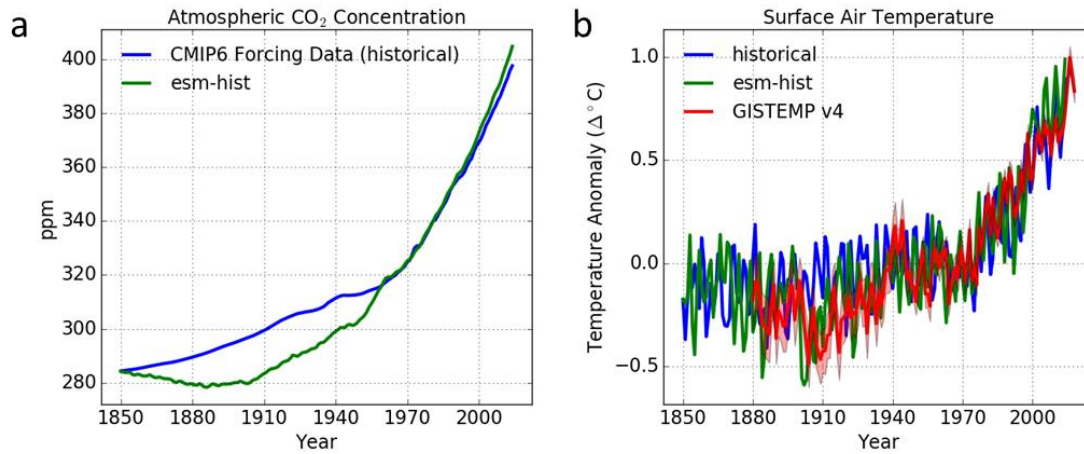 a
Atmospheric CO₂ Concentration
CMIP6 Forcing Data (historical)
esm-hist
400
380
360
340
320
300
280
ppm
1850
1880
1910
1940
1970
2000
Year
b
Surface Air Temperature
historical
esm-hist
GISTEMP v4
1.0
0.5
0.0
−0.5
Temperature Anomaly (Δ°C)
1850
1880
1910
1940
1970
2000
Year